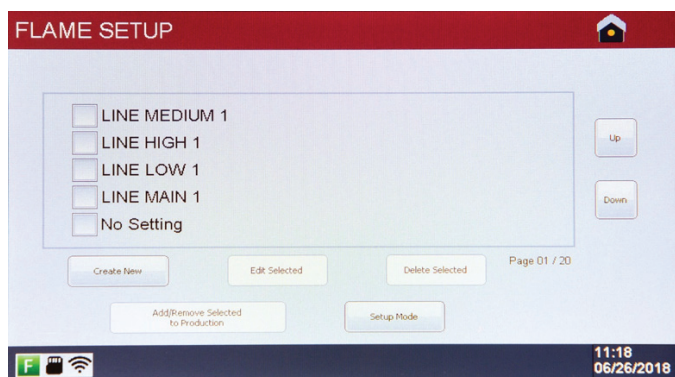 FLAME SETUP
LINE MEDIUM 1
LINE HIGH 1
LINE LOW 1
LINE MAIN 1
No Setting
Up
Down
Create New
Edit Selected
Delete Selected
Page 01 / 20
Add/Remove Selected
to Production
Setup Mode
F
11:18
06/26/2018